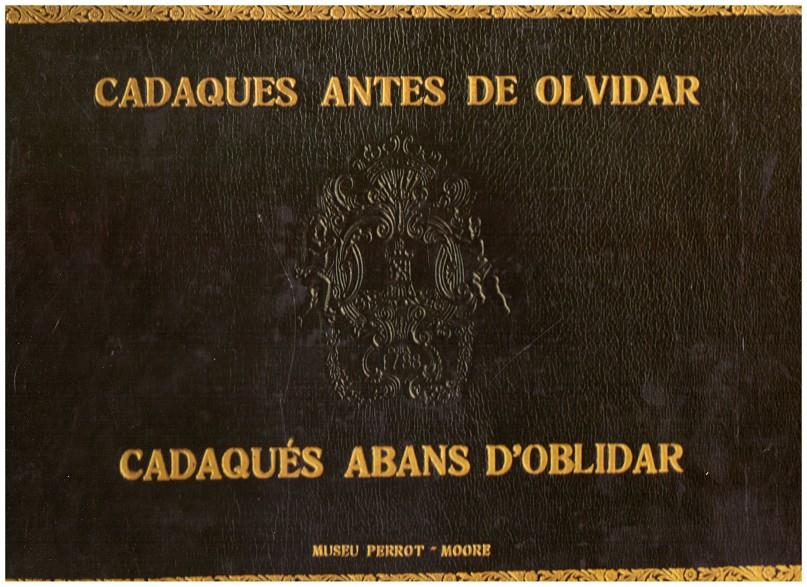 CADAQUES ANTES DE OLVIDAR
CADAQUÉS ABANS D'OBLIDAR
MUSEU PERROT - MOORE